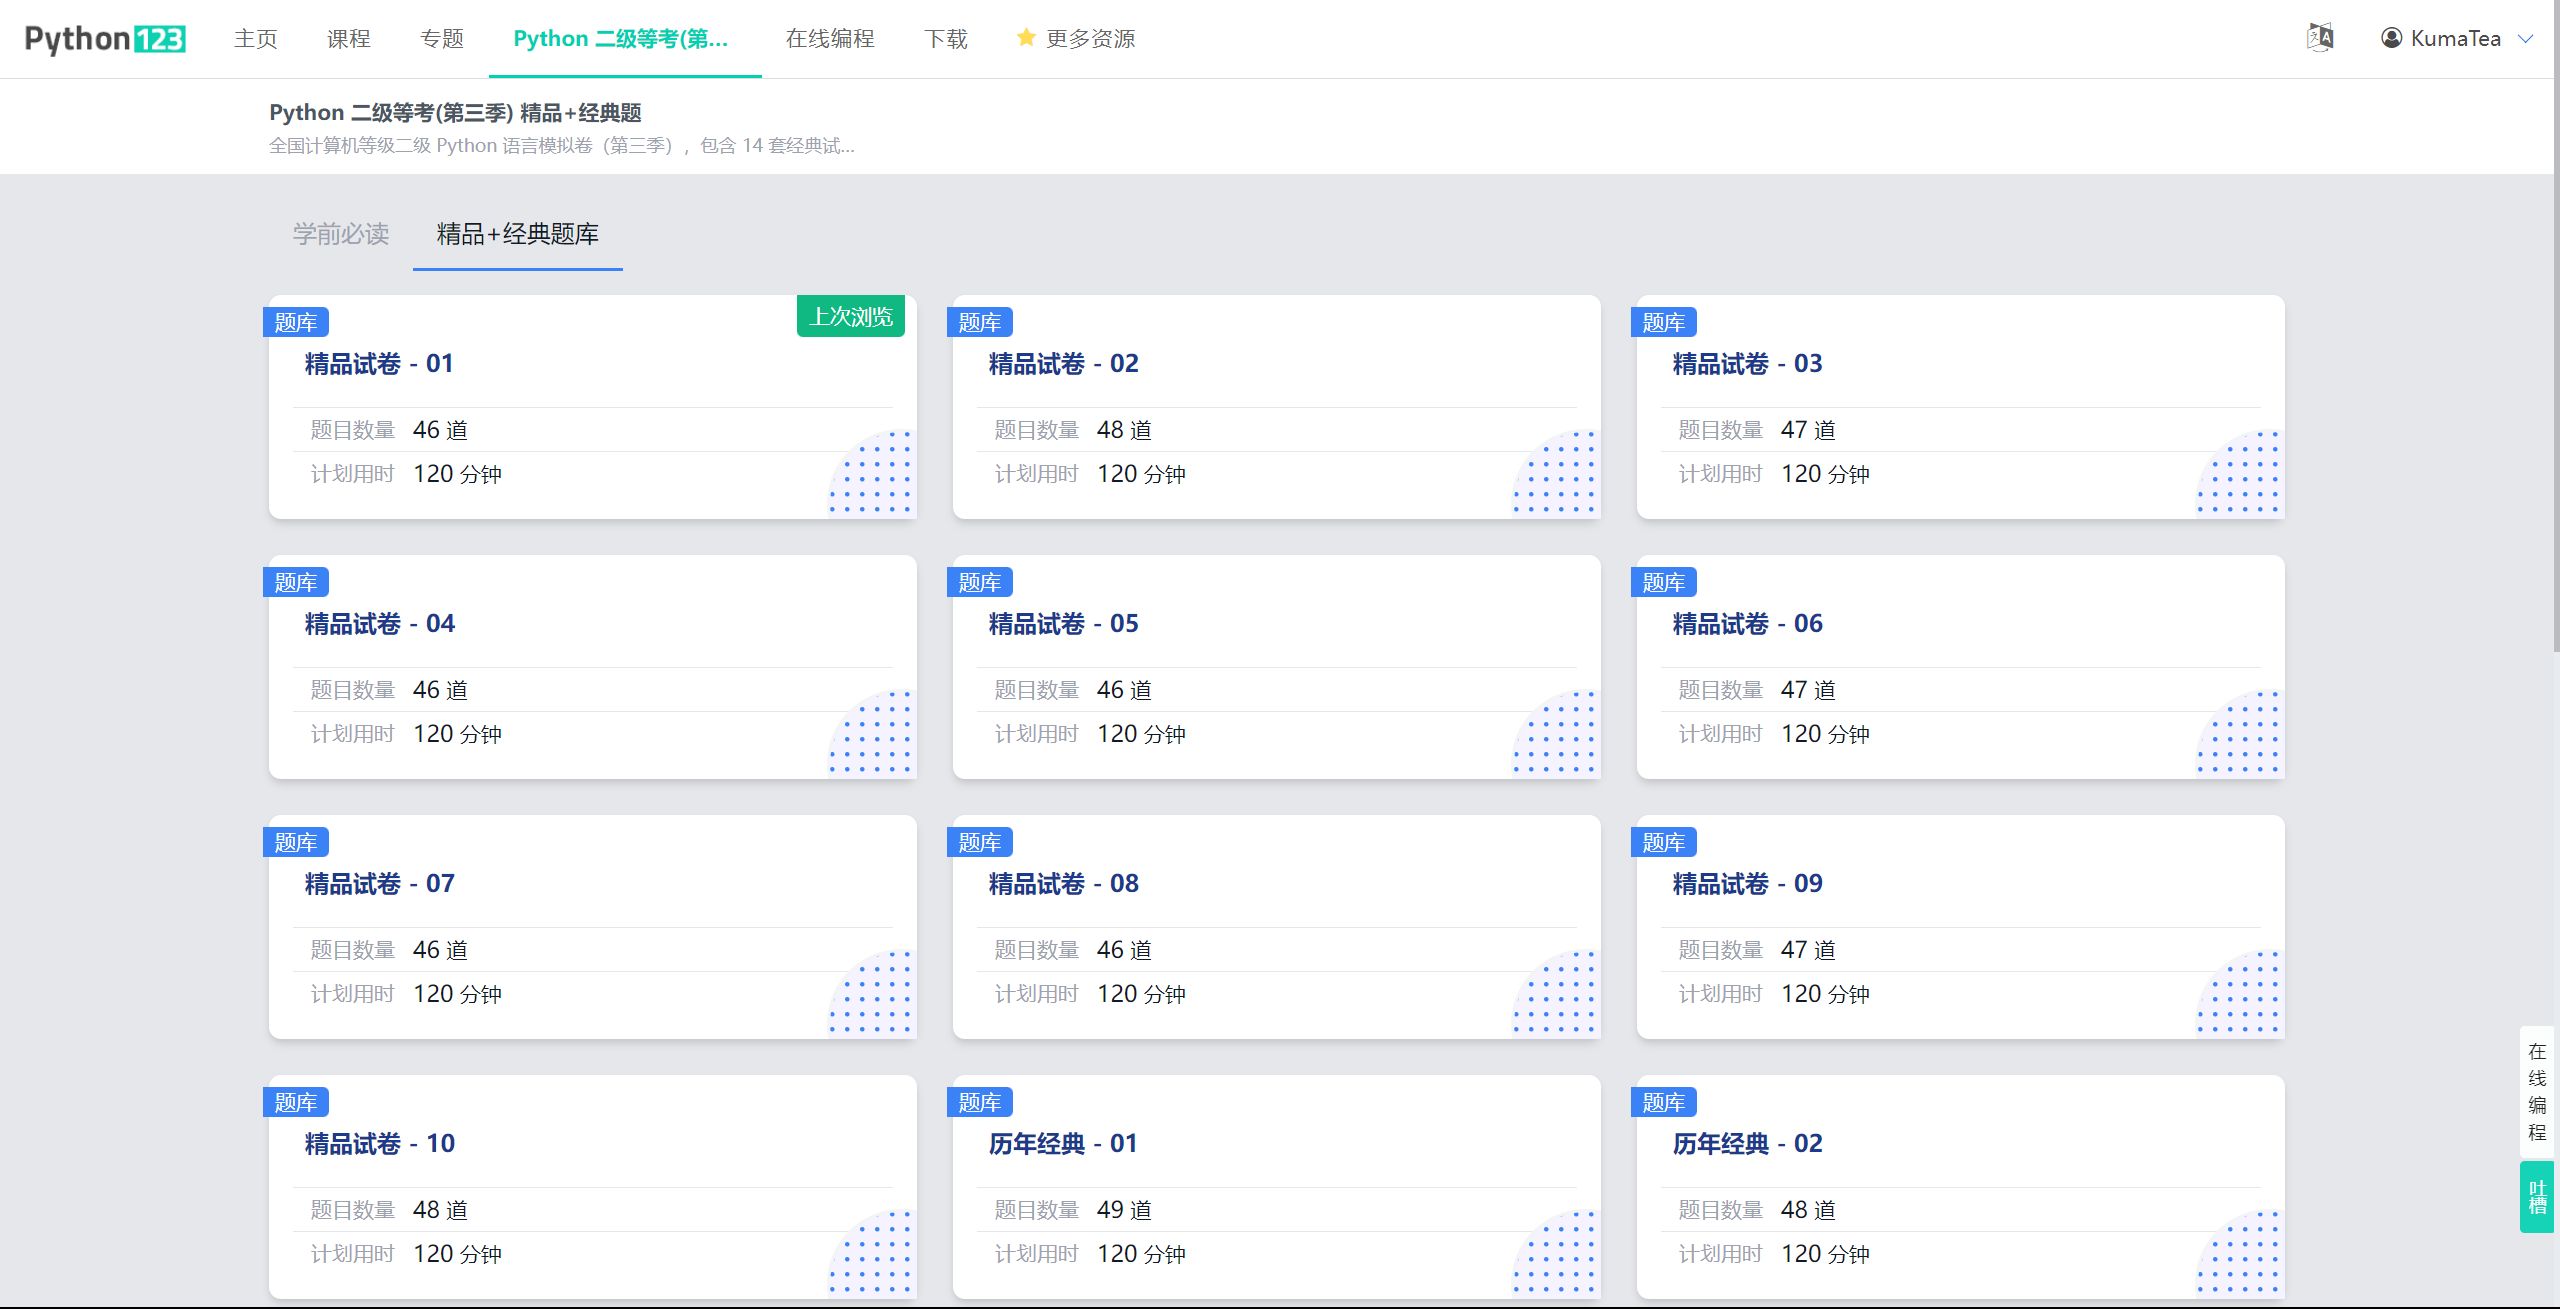 Python123 主页 课程 专题 Python 二级等考(第... 在线编程 下载 更多资源 KumaTea
Python 二级等考(第三季) 精品+经典题
全国计算机等级二级 Python 语言模拟卷（第三季），包含 14 套经典试...
学前必读 精品+经典题库
题库 上次浏览
精品试卷 - 01
题目数量 46 道
计划用时 120 分钟
题库
精品试卷 - 02
题目数量 48 道
计划用时 120 分钟
题库
精品试卷 - 03
题目数量 47 道
计划用时 120 分钟
题库
精品试卷 - 04
题目数量 46 道
计划用时 120 分钟
题库
精品试卷 - 05
题目数量 46 道
计划用时 120 分钟
题库
精品试卷 - 06
题目数量 47 道
计划用时 120 分钟
题库
精品试卷 - 07
题目数量 46 道
计划用时 120 分钟
题库
精品试卷 - 08
题目数量 46 道
计划用时 120 分钟
题库
精品试卷 - 09
题目数量 47 道
计划用时 120 分钟
题库
精品试卷 - 10
题目数量 48 道
计划用时 120 分钟
题库
历年经典 - 01
题目数量 49 道
计划用时 120 分钟
题库
历年经典 - 02
题目数量 48 道
计划用时 120 分钟
在线编程
吐槽